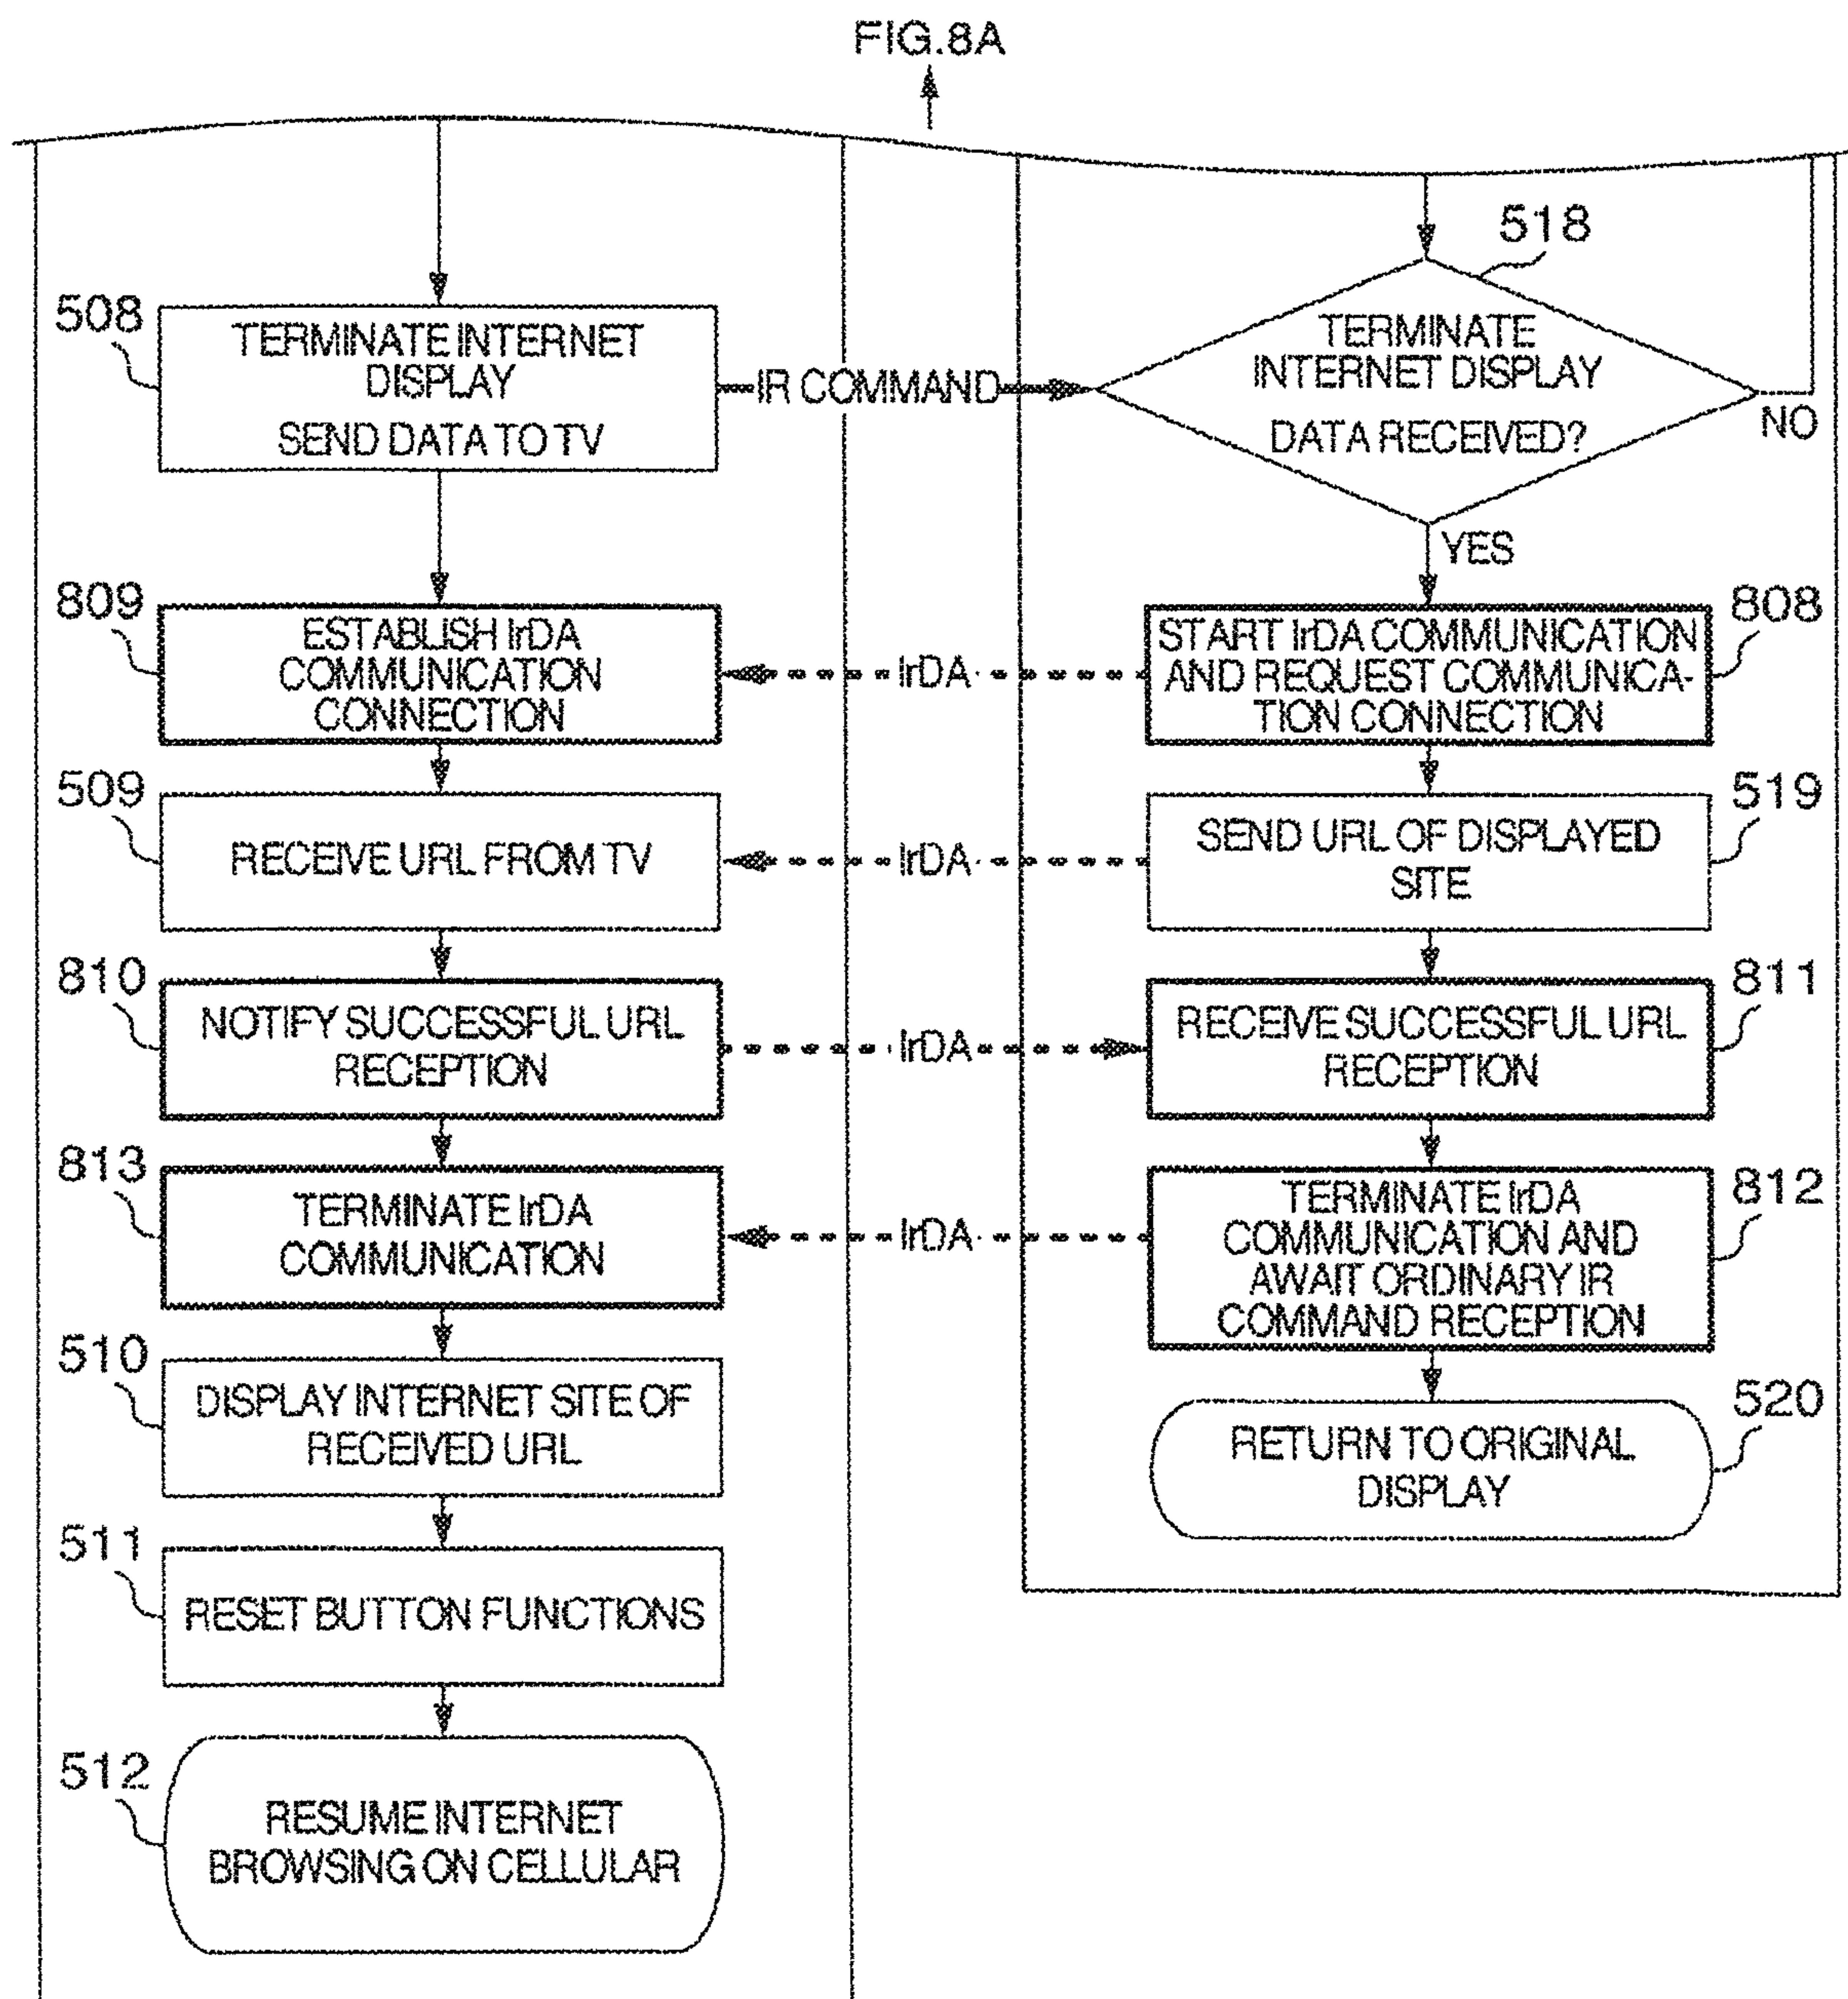 FIG.8A
508
TERMINATE INTERNET
DISPLAY
SEND DATA TO TV
IR COMMAND
518
TERMINATE
INTERNET DISPLAY
DATA RECEIVED?
NO
YES
809
ESTABLISH IrDA
COMMUNICATION
CONNECTION
IrDA
START IrDA COMMUNICATION
AND REQUEST COMMUNICA-
TION CONNECTION
808
509
RECEIVE URL FROM TV
IrDA
SEND URL OF DISPLAYED
SITE
519
810
NOTIFY SUCCESSFUL URL
RECEPTION
IrDA
RECEIVE SUCCESSFUL URL
RECEPTION
811
813
TERMINATE IrDA
COMMUNICATION
IrDA
TERMINATE IrDA
COMMUNICATION AND
AWAIT ORDINARY IR
COMMAND RECEPTION
812
510
DISPLAY INTERNET SITE OF
RECEIVED URL
RETURN TO ORIGINAL
DISPLAY
520
511
RESET BUTTON FUNCTIONS
512
RESUME INTERNET
BROWSING ON CELLULAR